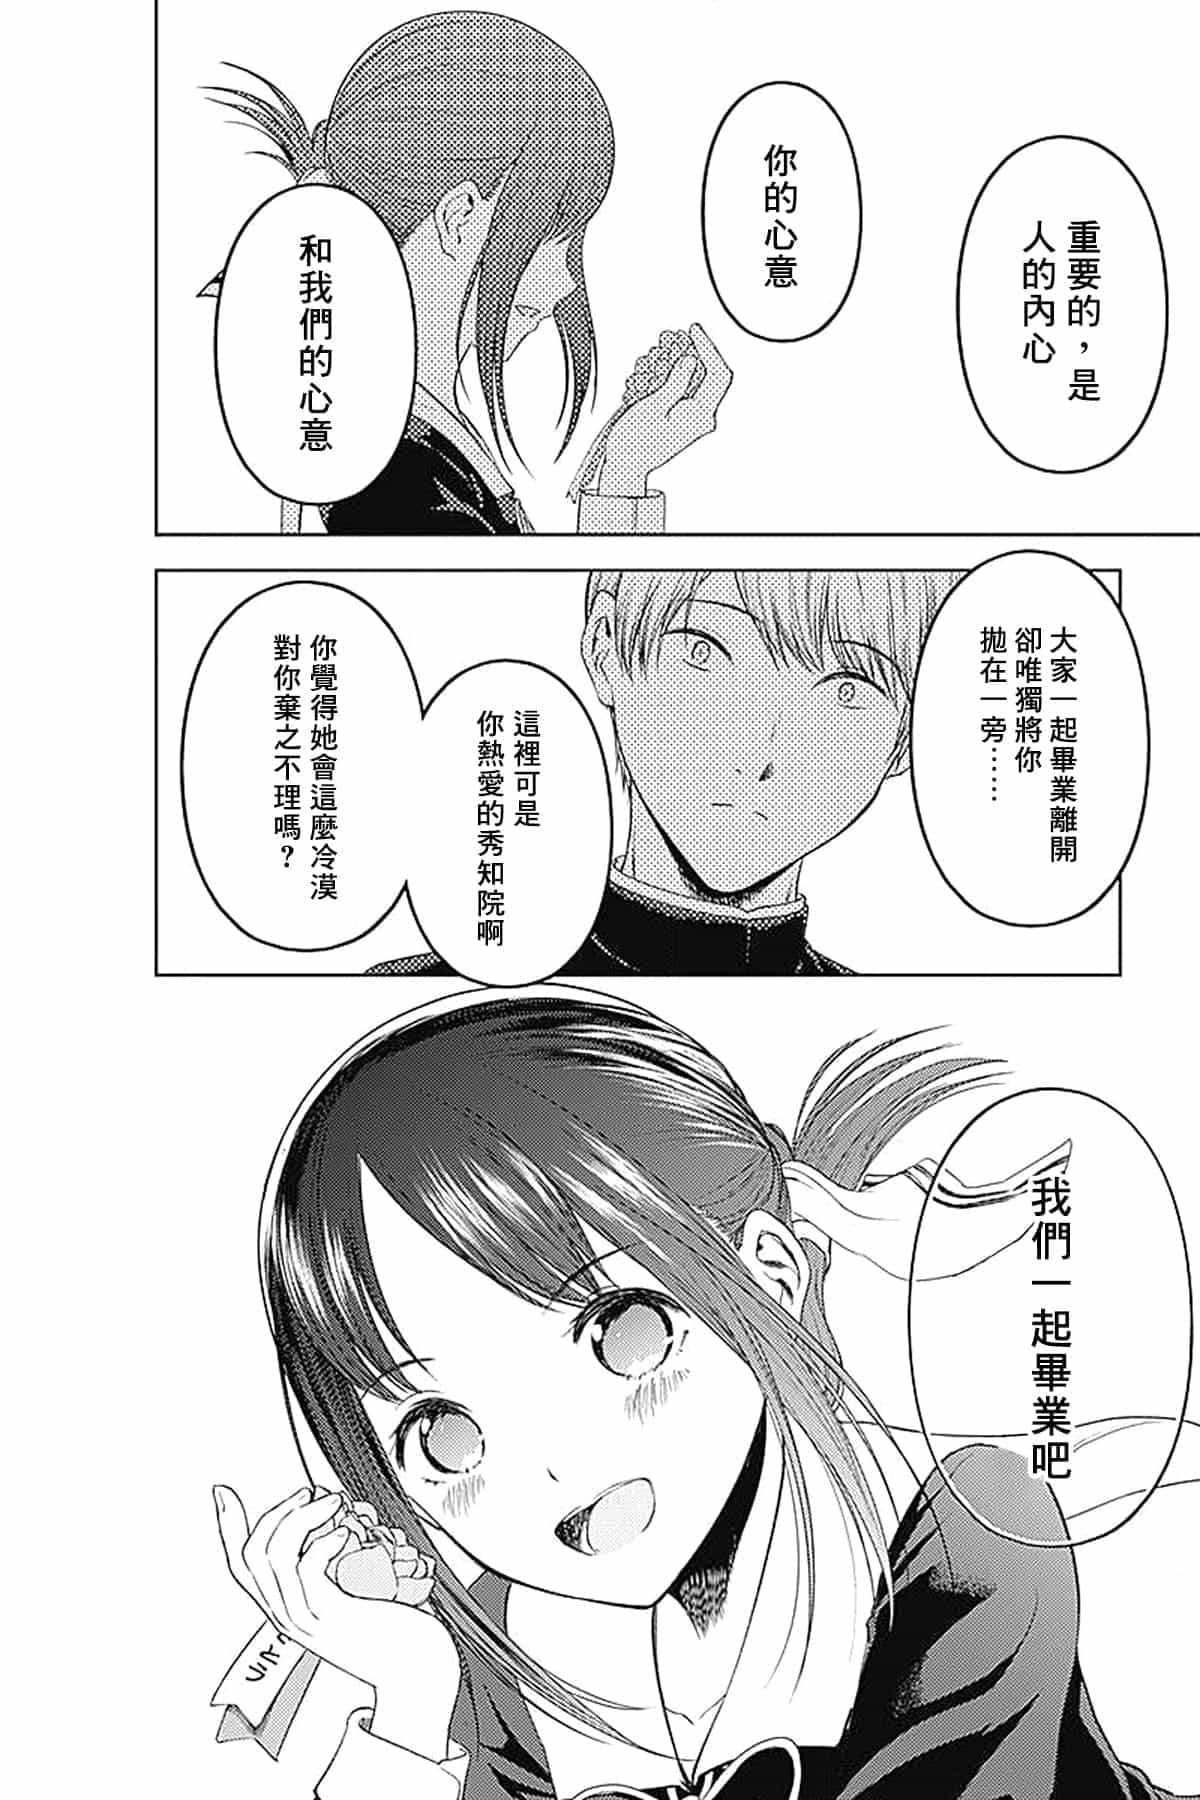 重要的，是
人的內心
你的心意
和我們的心意
大家一起畢業離開
卻唯獨將你
拋在一旁……
這裡可是
你熱愛的秀知院啊
你覺得她會這麼冷漠
對你棄之不理嗎？
我們一起畢業吧